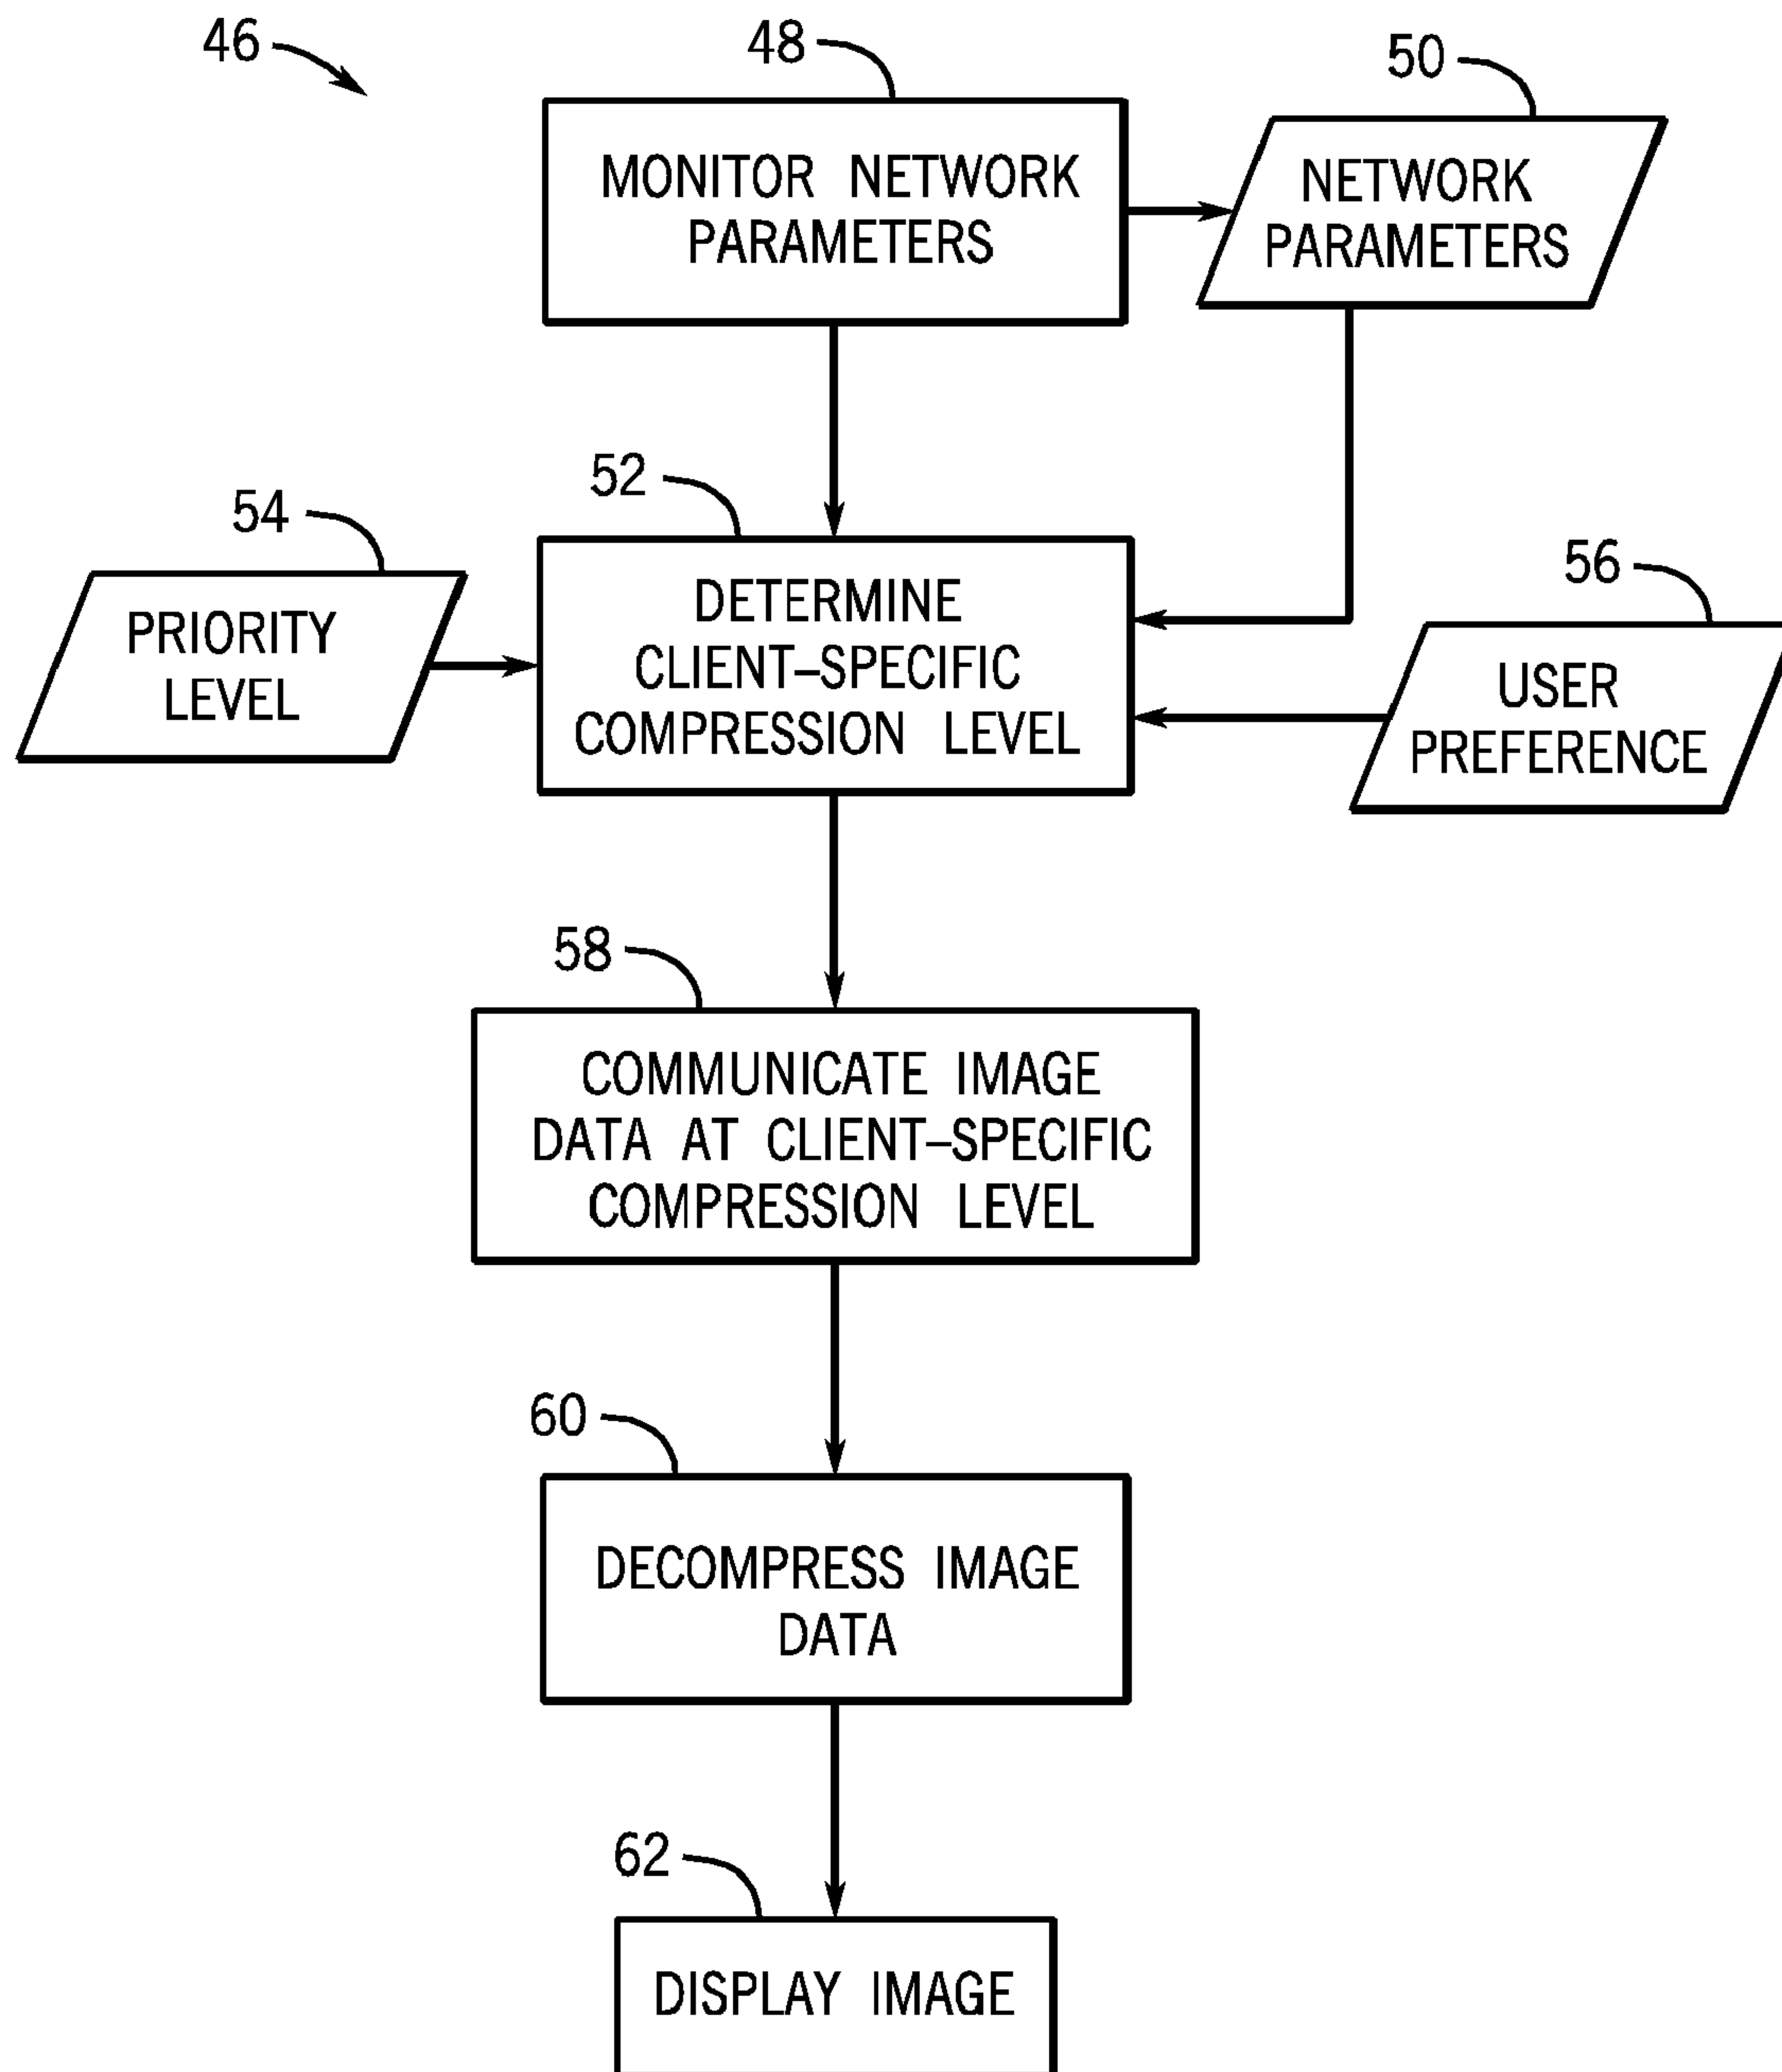 46
48
50
MONITOR NETWORK
PARAMETERS
NETWORK
PARAMETERS
52
54
56
DETERMINE
CLIENT–SPECIFIC
COMPRESSION LEVEL
PRIORITY
LEVEL
USER
PREFERENCE
58
COMMUNICATE IMAGE
DATA AT CLIENT–SPECIFIC
COMPRESSION LEVEL
60
DECOMPRESS IMAGE
DATA
62
DISPLAY IMAGE